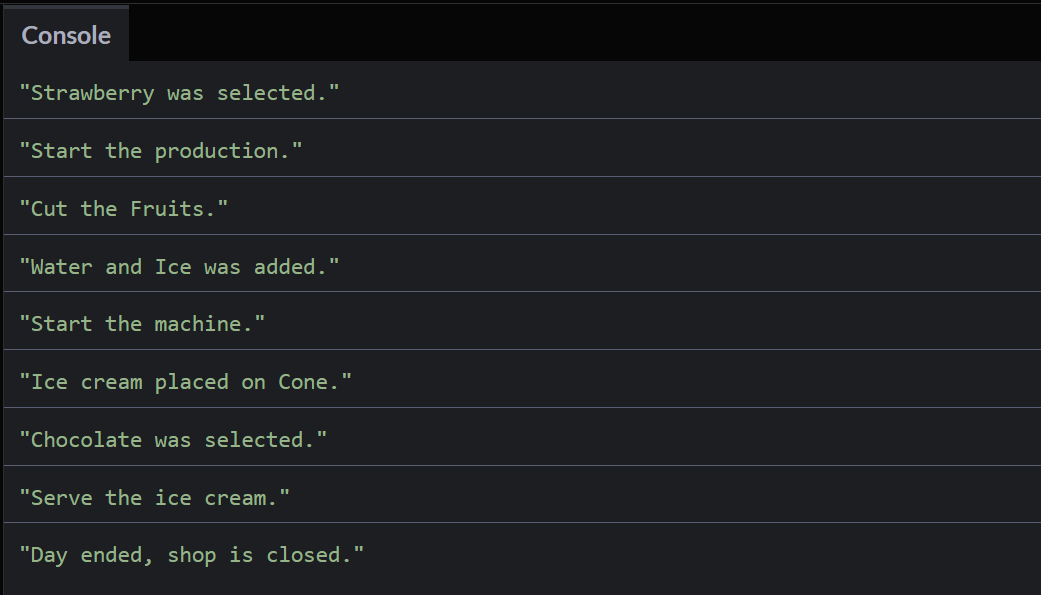 Console
"Strawberry was selected."
"Start the production."
"Cut the Fruits."
"Water and Ice was added."
"Start the machine."
"Ice cream placed on Cone."
"Chocolate was selected."
"Serve the ice cream."
"Day ended, shop is closed."